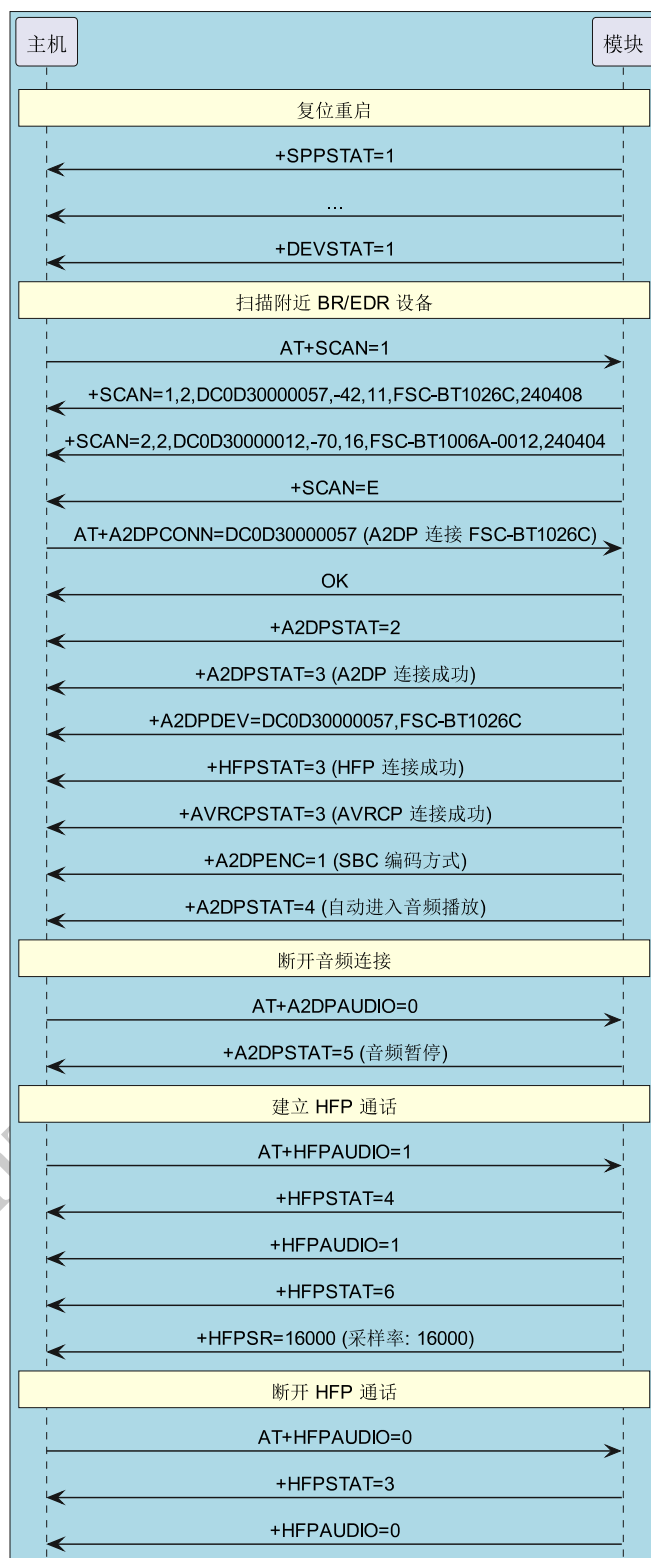 主机
模块
复位重启
+SPPSTAT=1
...
+DEVSTAT=1
扫描附近 BR/EDR 设备
AT+SCAN=1
+SCAN=1,2,DC0D30000057,-42,11,FSC-BT1026C,240408
+SCAN=2,2,DC0D30000012,-70,16,FSC-BT1006A-0012,240404
+SCAN=E
AT+A2DPCONN=DC0D30000057 (A2DP 连接 FSC-BT1026C)
OK
+A2DPSTAT=2
+A2DPSTAT=3 (A2DP 连接成功)
+A2DPDEV=DC0D30000057,FSC-BT1026C
+HFPSTAT=3 (HFP 连接成功)
+AVRCPSTAT=3 (AVRCP 连接成功)
+A2DPENC=1 (SBC 编码方式)
+A2DPSTAT=4 (自动进入音频播放)
断开音频连接
AT+A2DPAUDIO=0
+A2DPSTAT=5 (音频暂停)
建立 HFP 通话
AT+HFPAUDIO=1
+HFPSTAT=4
+HFPAUDIO=1
+HFPSTAT=6
+HFPSR=16000 (采样率: 16000)
断开 HFP 通话
AT+HFPAUDIO=0
+HFPSTAT=3
+HFPAUDIO=0